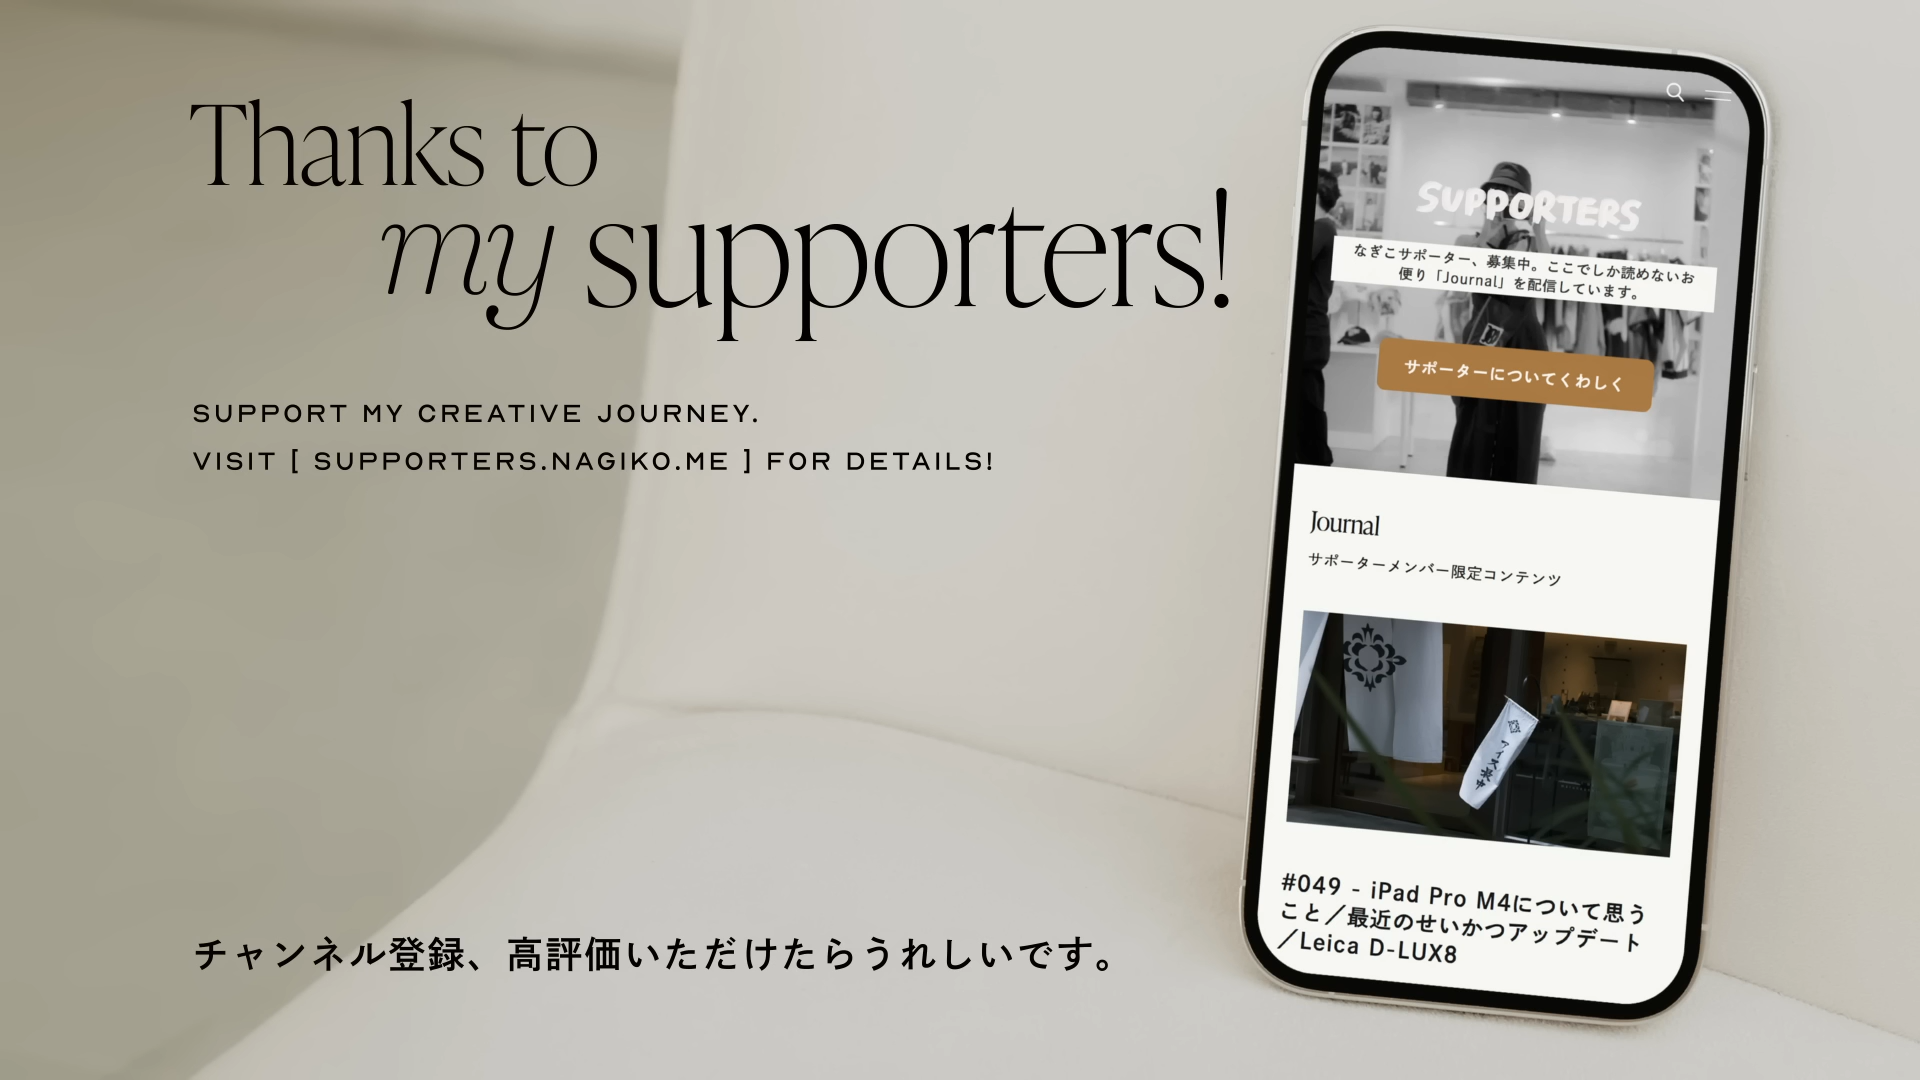 Thanks to
my supporters!
SUPPORT MY CREATIVE JOURNEY.
VISIT [ SUPPORTERS.NAGIKO.ME ] FOR DETAILS!
チャンネル登録、高評価いただけたらうれしいです。
SUPPORTERS
なぎこサポーター、募集中。ここでしか読めないお
便り「Journal」を配信しています。
サポーターについてくわしく
Journal
サポーターメンバー限定コンテンツ
アイス最中
#049 - iPad Pro M4について思う
こと／最近のせいかつアップデート
／Leica D-LUX8